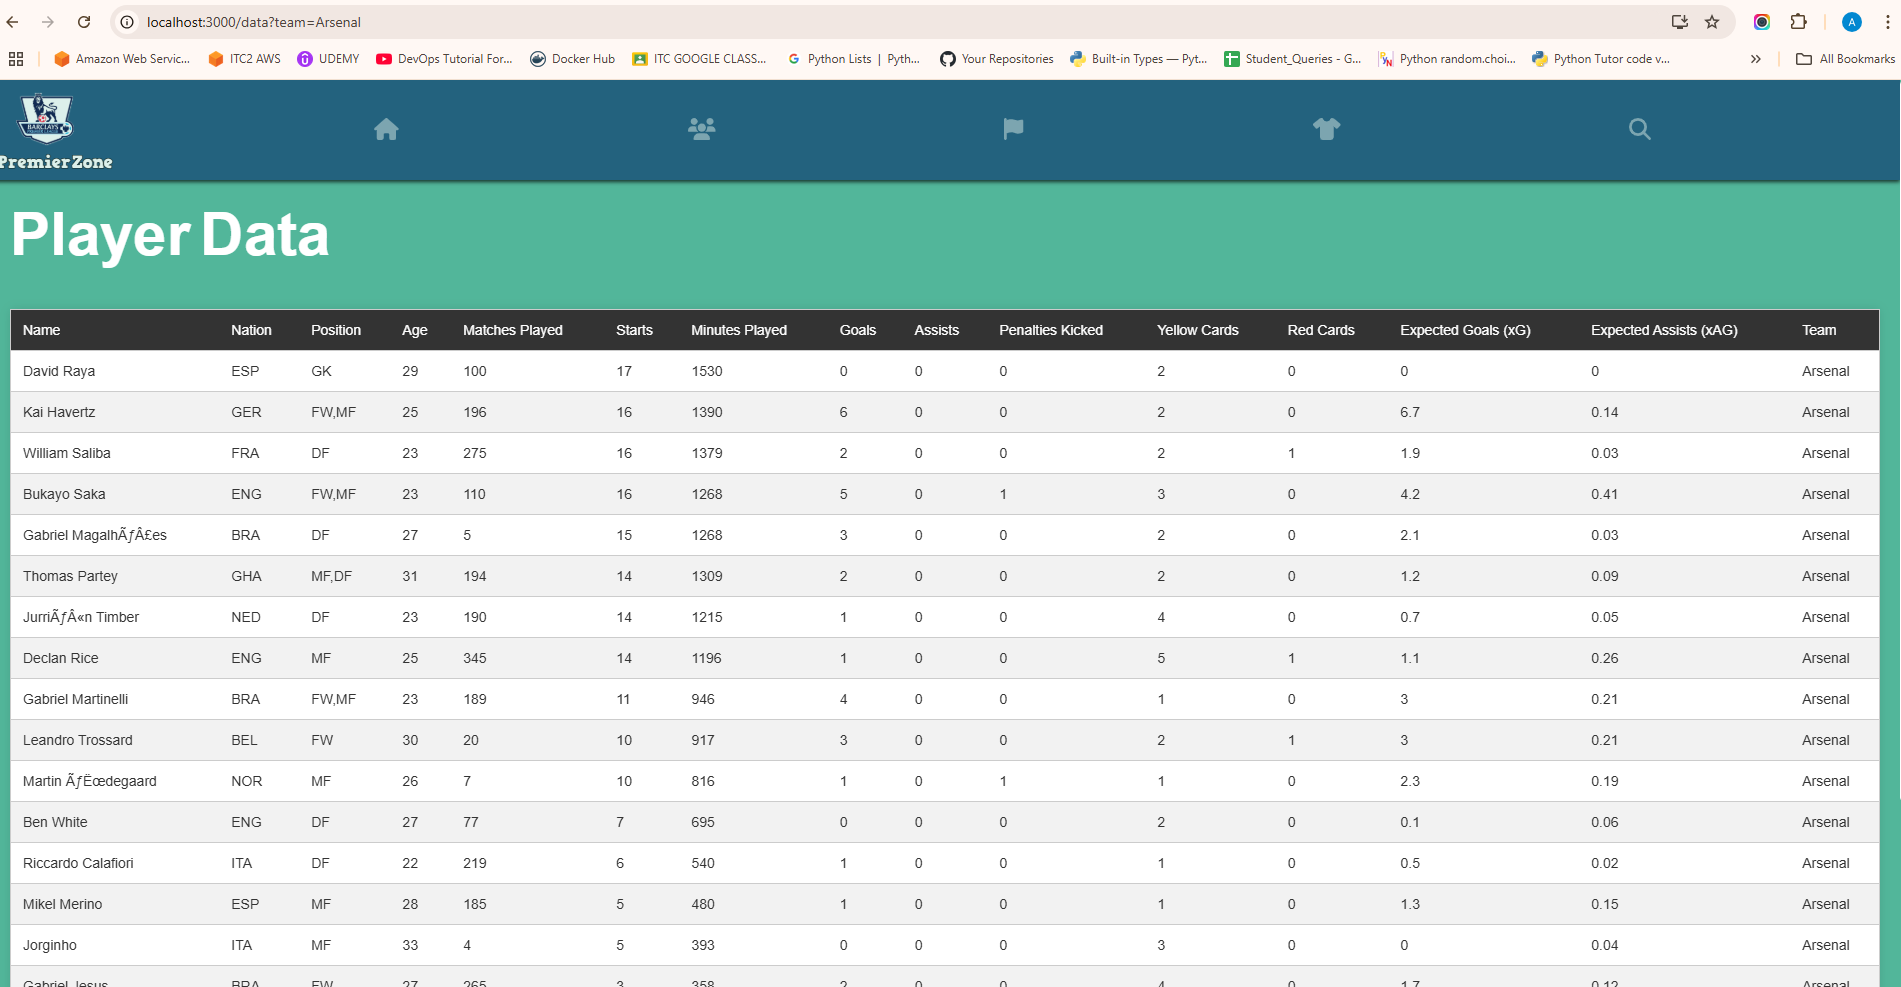 localhost:3000/data?team=Arsenal
A
Amazon Web Servic... ITC2 AWS UDEMY DevOps Tutorial For... Docker Hub ITC GOOGLE CLASS... Python Lists | Pyth... Your Repositories Built-in Types — Pyt... Student_Queries - G... Python random.choi... Python Tutor code v... » All Bookmarks
BARCLAYS
Premier Zone
Player Data
Name Nation Position Age Matches Played Starts Minutes Played Goals Assists Penalties Kicked Yellow Cards Red Cards Expected Goals (xG) Expected Assists (xAG) Team
David Raya ESP GK 29 100 17 1530 0 0 0 2 0 0 0 Arsenal
Kai Havertz GER FW,MF 25 196 16 1390 6 0 0 2 0 6.7 0.14 Arsenal
William Saliba FRA DF 23 275 16 1379 2 0 0 2 1 1.9 0.03 Arsenal
Bukayo Saka ENG FW,MF 23 110 16 1268 5 0 1 3 0 4.2 0.41 Arsenal
Gabriel MagalhÃƒÂ£es BRA DF 27 5 15 1268 3 0 0 2 0 2.1 0.03 Arsenal
Thomas Partey GHA MF,DF 31 194 14 1309 2 0 0 2 0 1.2 0.09 Arsenal
JurriÃƒÂ«n Timber NED DF 23 190 14 1215 1 0 0 4 0 0.7 0.05 Arsenal
Declan Rice ENG MF 25 345 14 1196 1 0 0 5 1 1.1 0.26 Arsenal
Gabriel Martinelli BRA FW,MF 23 189 11 946 4 0 0 1 0 3 0.21 Arsenal
Leandro Trossard BEL FW 30 20 10 917 3 0 0 2 1 3 0.21 Arsenal
Martin ÃƒËœdegaard NOR MF 26 7 10 816 1 0 1 1 0 2.3 0.19 Arsenal
Ben White ENG DF 27 77 7 695 0 0 0 2 0 0.1 0.06 Arsenal
Riccardo Calafiori ITA DF 22 219 6 540 1 0 0 1 0 0.5 0.02 Arsenal
Mikel Merino ESP MF 28 185 5 480 1 0 0 1 0 1.3 0.15 Arsenal
Jorginho ITA MF 33 4 5 393 0 0 0 3 0 0 0.04 Arsenal
Gabriel Jesus BRA FW 27 265 3 358 2 0 0 4 0 1.7 0.12 Arsenal